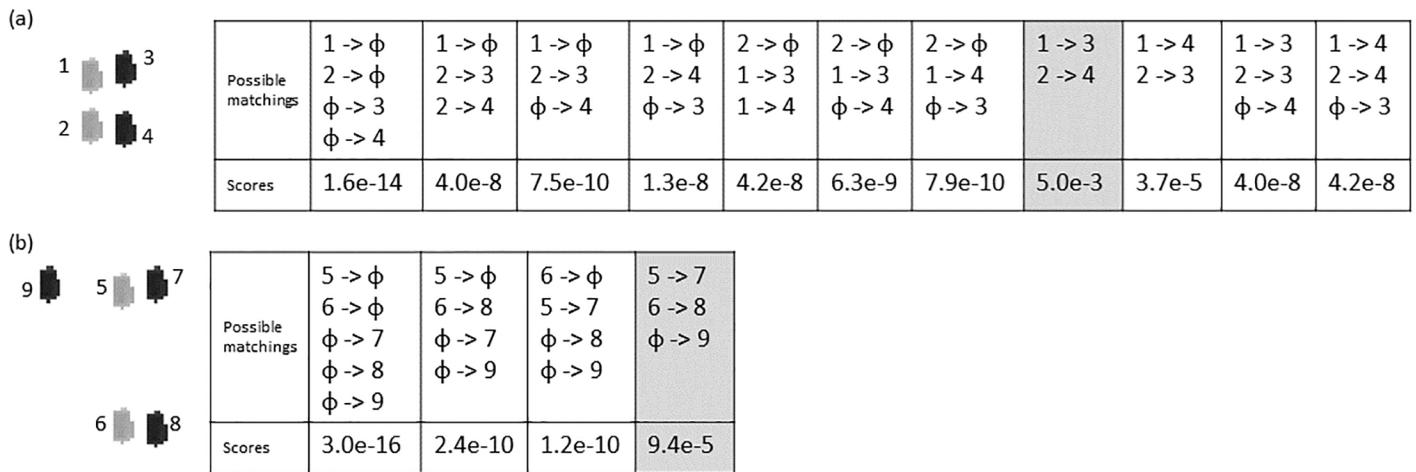 (a)
1 3
2 4
Possible matchings
1 -> ϕ 1 -> ϕ 1 -> ϕ 1 -> ϕ 2 -> ϕ 2 -> ϕ 2 -> ϕ 1 -> 3 1 -> 4 1 -> 3 1 -> 4
2 -> ϕ 2 -> 3 2 -> 3 2 -> 4 1 -> 3 1 -> 3 1 -> 4 2 -> 4 2 -> 3 2 -> 3 2 -> 4
ϕ -> 3 2 -> 4 ϕ -> 4 ϕ -> 3 1 -> 4 ϕ -> 4 ϕ -> 3 ϕ -> 4 ϕ -> 3
ϕ -> 4
Scores 1.6e-14 4.0e-8 7.5e-10 1.3e-8 4.2e-8 6.3e-9 7.9e-10 5.0e-3 3.7e-5 4.0e-8 4.2e-8
(b)
9 5 7
6 8
Possible matchings
5 -> ϕ 5 -> ϕ 6 -> ϕ 5 -> 7
6 -> ϕ 6 -> 8 5 -> 7 6 -> 8
ϕ -> 7 ϕ -> 7 ϕ -> 8 ϕ -> 9
ϕ -> 8 ϕ -> 9 ϕ -> 9
ϕ -> 9
Scores 3.0e-16 2.4e-10 1.2e-10 9.4e-5